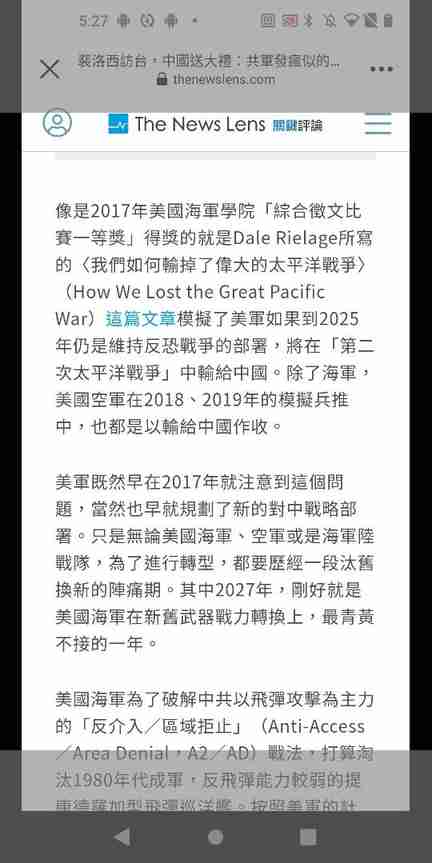 5:27
裴洛西訪台，中國送大禮：共軍發瘋似的...
thenewslens.com
The News Lens 關鍵評論
像是2017年美國海軍學院「綜合徵文比
賽一等獎」得獎的就是Dale Rielage所寫
的〈我們如何輸掉了偉大的太平洋戰爭〉
（How We Lost the Great Pacific
War）這篇文章模擬了美軍如果到2025
年仍是維持反恐戰爭的部署，將在「第二
次太平洋戰爭」中輸給中國。除了海軍，
美國空軍在2018、2019年的模擬兵推
中，也都是以輸給中國作收。
美軍既然早在2017年就注意到這個問
題，當然也早就規劃了新的對中戰略部
署。只是無論美國海軍、空軍或是海軍陸
戰隊，為了進行轉型，都要歷經一段汰舊
換新的陣痛期。其中2027年，剛好就是
美國海軍在新舊武器戰力轉換上，最青黃
不接的一年。
美國海軍為了破解中共以飛彈攻擊為主力
的「反介入／區域拒止」（Anti-Access
／Area Denial，A2／AD）戰法，打算淘
汰1980年代成軍，反飛彈能力較弱的提
康德羅加型飛彈巡洋艦。按照美軍的計